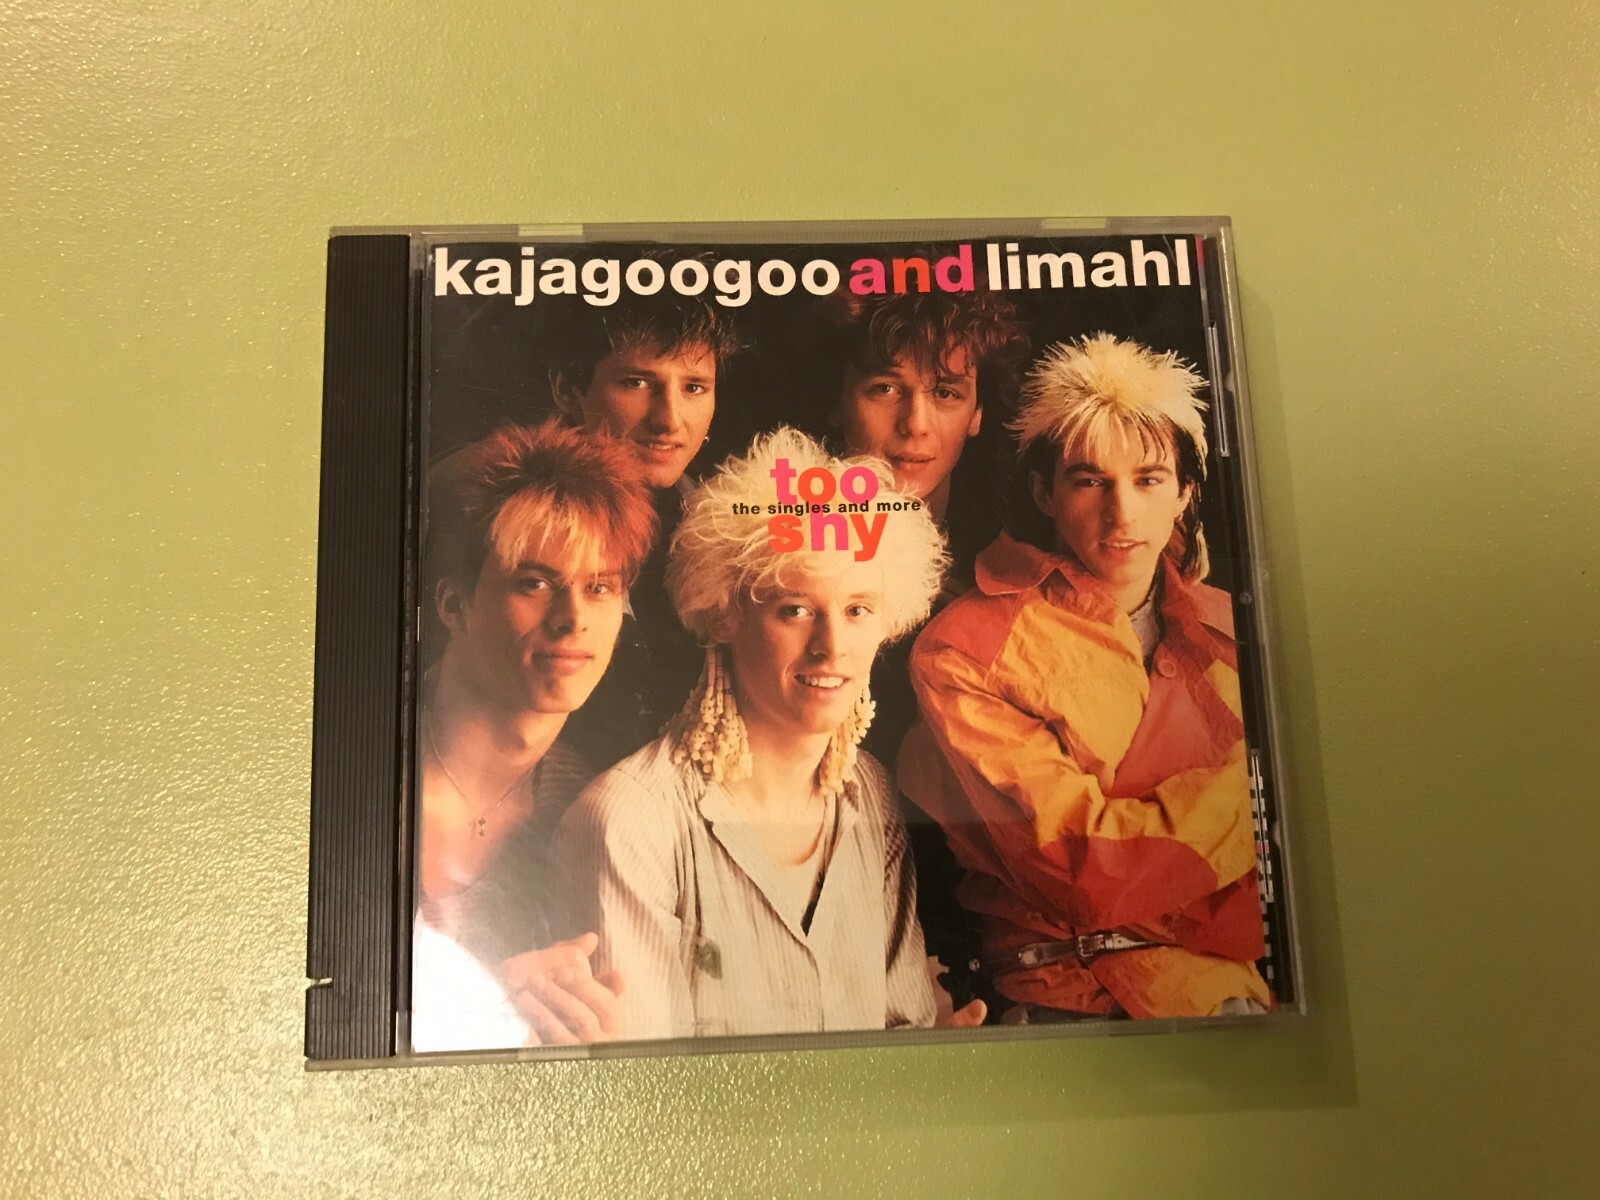 kajagoogoo and limahl
too
the singles and more
shy